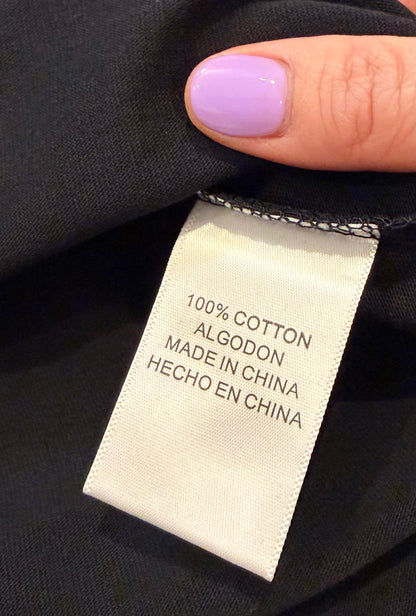 100% COTTON
ALGODON
MADE IN CHINA
HECHO EN CHINA